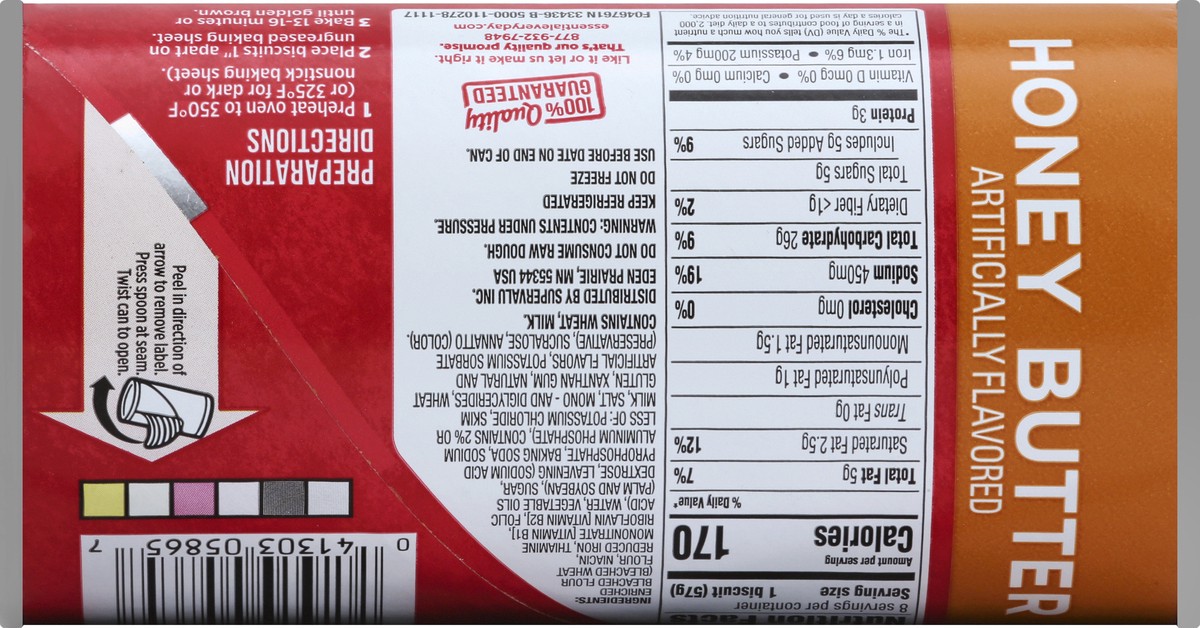 HONEY BUTTER
ARTIFICIALLY FLAVORED
Nutrition Facts
8 servings per container
Serving size 1 biscuit (57g)
Amount per serving
Calories 170
% Daily Value*
Total Fat 5g 7%
Saturated Fat 2.5g 12%
Trans Fat 0g
Polyunsaturated Fat 1g
Monounsaturated Fat 1.5g
Cholesterol 0mg 0%
Sodium 450mg 19%
Total Carbohydrate 26g 9%
Dietary Fiber <1g 2%
Total Sugars 5g
Includes 5g Added Sugars 9%
Protein 3g
Vitamin D 0mcg 0% • Calcium 0mg 0%
Iron 1.3mg 6% • Potassium 200mg 4%
*The % Daily Value (DV) tells you how much a nutrient
in a serving of food contributes to a daily diet. 2,000
calories a day is used for general nutrition advice.
INGREDIENTS:
ENRICHED
BLEACHED FLOUR
(BLEACHED WHEAT
FLOUR, NIACIN,
REDUCED IRON, THIAMINE
MONONITRATE [VITAMIN B1],
RIBOFLAVIN [VITAMIN B2], FOLIC
ACID), WATER, VEGETABLE OILS
(PALM AND SOYBEAN), SUGAR,
DEXTROSE, LEAVENING (SODIUM ACID
PYROPHOSPHATE, BAKING SODA, SODIUM
ALUMINUM PHOSPHATE), CONTAINS 2% OR
LESS OF: POTASSIUM CHLORIDE, SKIM
MILK, SALT, MONO - AND DIGLYCERIDES, WHEAT
GLUTEN, XANTHAN GUM, NATURAL AND
ARTIFICIAL FLAVORS, POTASSIUM SORBATE
(PRESERVATIVE), SUCRALOSE, ANNATTO (COLOR).
CONTAINS WHEAT, MILK.
DISTRIBUTED BY SUPERVALU INC.
EDEN PRAIRIE, MN 55344 USA
DO NOT CONSUME RAW DOUGH.
WARNING: CONTENTS UNDER PRESSURE.
KEEP REFRIGERATED
DO NOT FREEZE
USE BEFORE DATE ON END OF CAN.
100% Quality
GUARANTEED
Like it or let us make it right.
That's our quality promise.
877-932-7948
essentialeveryday.com
F046761N 33436-B 5000-110278-1117
PREPARATION
DIRECTIONS
1 Preheat oven to 350°F
(or 325°F for dark or
nonstick baking sheet).
2 Place biscuits 1" apart on
ungreased baking sheet.
3 Bake 13-16 minutes or
until golden brown.
Peel in direction of
arrow to remove label.
Press spoon at seam.
Twist can to open.
0 41303 05865 7